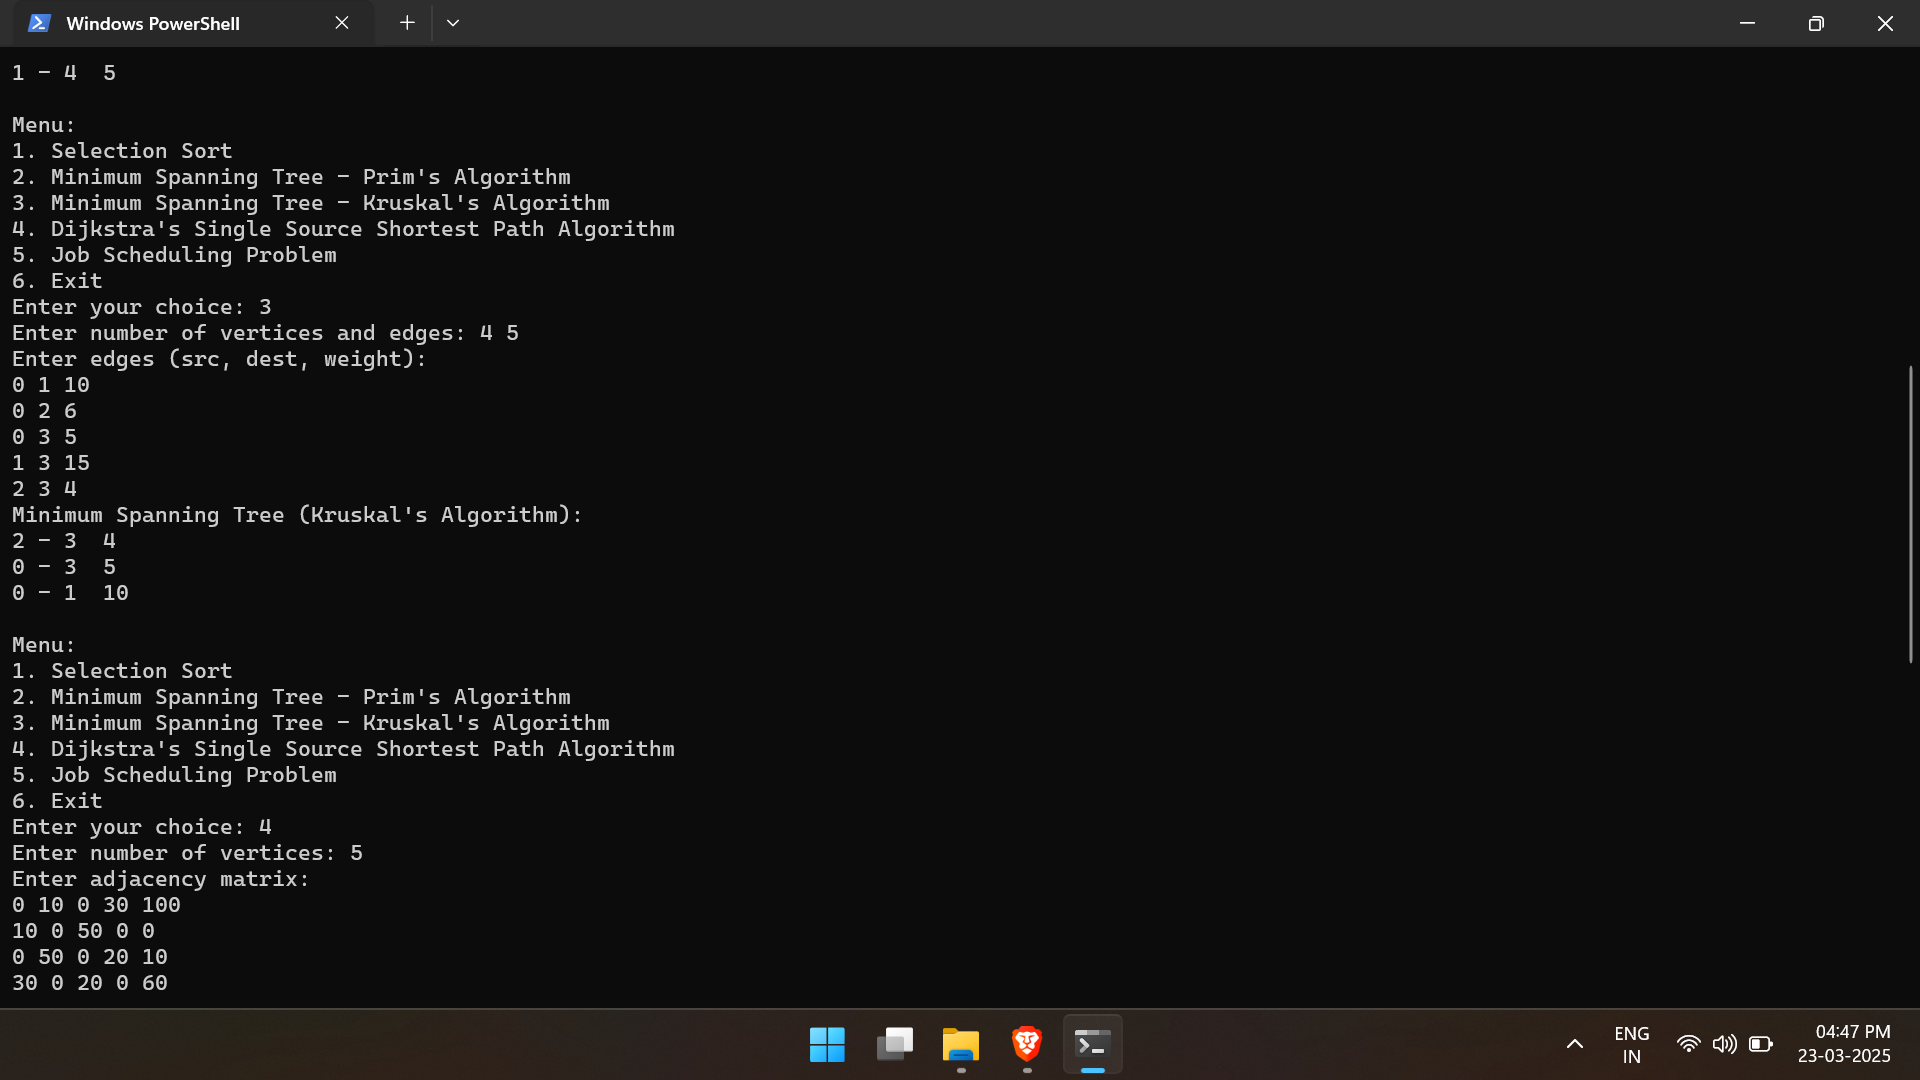 Windows PowerShell
1 - 4  5
Menu:
1. Selection Sort
2. Minimum Spanning Tree - Prim's Algorithm
3. Minimum Spanning Tree - Kruskal's Algorithm
4. Dijkstra's Single Source Shortest Path Algorithm
5. Job Scheduling Problem
6. Exit
Enter your choice: 3
Enter number of vertices and edges: 4 5
Enter edges (src, dest, weight):
0 1 10
0 2 6
0 3 5
1 3 15
2 3 4
Minimum Spanning Tree (Kruskal's Algorithm):
2 - 3  4
0 - 3  5
0 - 1  10
Menu:
1. Selection Sort
2. Minimum Spanning Tree - Prim's Algorithm
3. Minimum Spanning Tree - Kruskal's Algorithm
4. Dijkstra's Single Source Shortest Path Algorithm
5. Job Scheduling Problem
6. Exit
Enter your choice: 4
Enter number of vertices: 5
Enter adjacency matrix:
0 10 0 30 100
10 0 50 0 0
0 50 0 20 10
30 0 20 0 60
ENG
IN
04:47 PM
23-03-2025